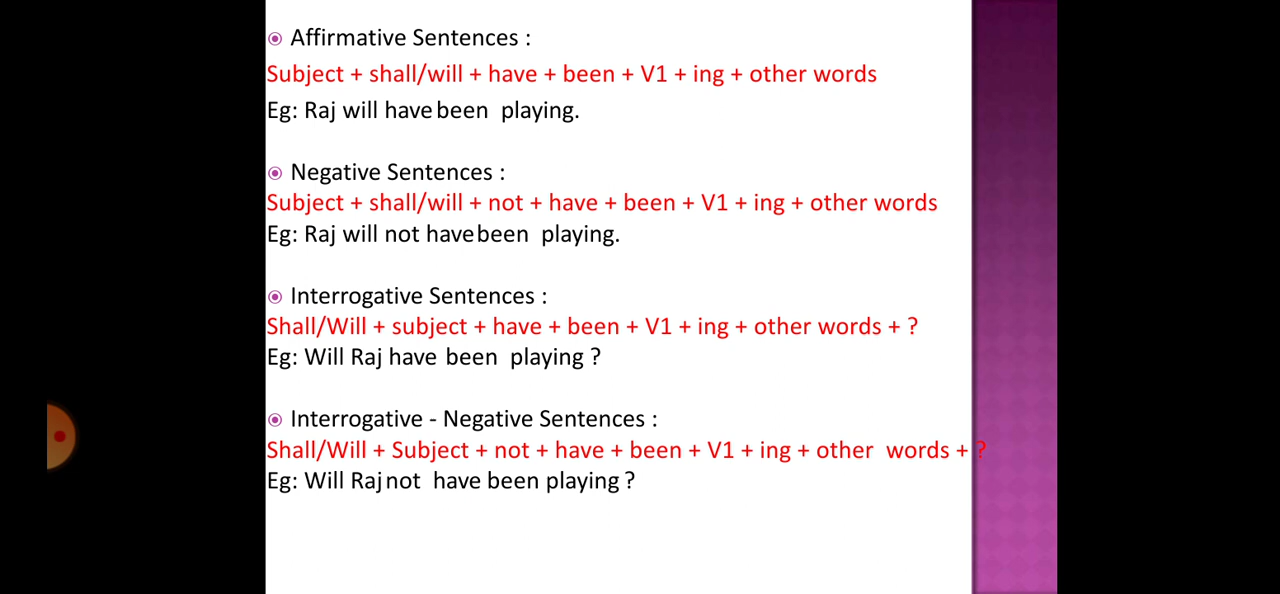 Affirmative Sentences :
Subject + shall/will + have + been + V1 + ing + other words
Eg: Raj will have been playing.
Negative Sentences :
Subject + shall/will + not + have + been + V1 + ing + other words
Eg: Raj will not have been playing.
Interrogative Sentences :
Shall/Will + subject + have + been + V1 + ing + other words + ?
Eg: Will Raj have been playing ?
Interrogative - Negative Sentences :
Shall/Will + Subject + not + have + been + V1 + ing + other words + ?
Eg: Will Raj not have been playing ?